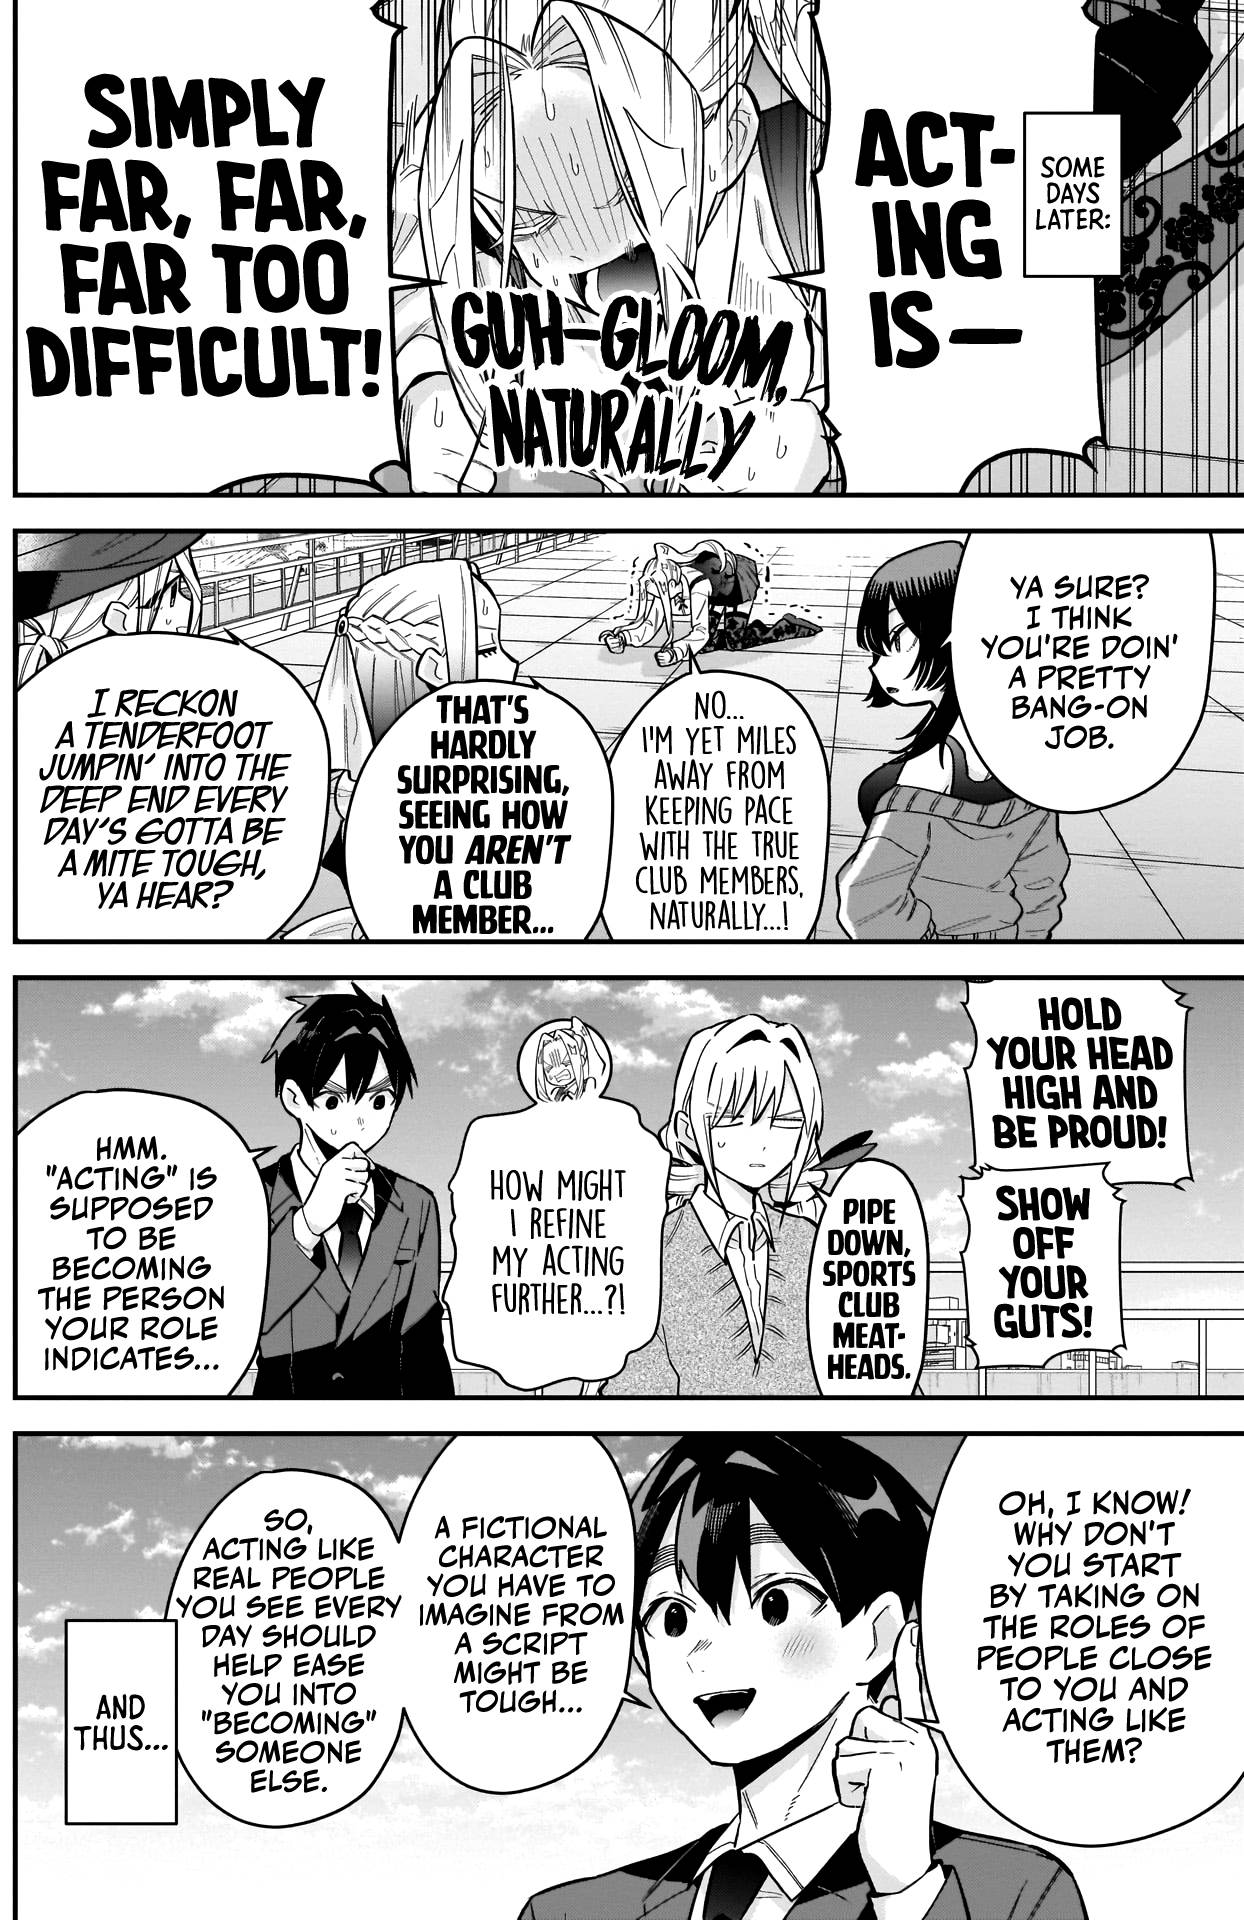 SOME
DAYS
LATER:
ACT-
ING
IS—
SIMPLY
FAR, FAR,
FAR TOO
DIFFICULT!
GUH-GLOOM,
NATURALLY
YA SURE?
I THINK
YOU'RE DOIN'
A PRETTY
BANG-ON
JOB.
NO...
I'M YET MILES
AWAY FROM
KEEPING PACE
WITH THE TRUE
CLUB MEMBERS,
NATURALLY...!
THAT'S
HARDLY
SURPRISING,
SEEING HOW
YOU AREN'T
A CLUB
MEMBER...
I RECKON
A TENDERFOOT
JUMPIN' INTO THE
DEEP END EVERY
DAY'S GOTTA BE
A MITE TOUGH,
YA HEAR?
HOLD
YOUR HEAD
HIGH AND
BE PROUD!
SHOW
OFF
YOUR
GUTS!
PIPE
DOWN,
SPORTS
CLUB
MEAT-
HEADS.
HOW MIGHT
I REFINE
MY ACTING
FURTHER...?!
HMM.
"ACTING" IS
SUPPOSED
TO BE
BECOMING
THE PERSON
YOUR ROLE
INDICATES...
OH, I KNOW!
WHY DON'T
YOU START
BY TAKING ON
THE ROLES OF
PEOPLE CLOSE
TO YOU AND
ACTING LIKE
THEM?
A FICTIONAL
CHARACTER
YOU HAVE TO
IMAGINE FROM
A SCRIPT
MIGHT BE
TOUGH...
SO,
ACTING LIKE
REAL PEOPLE
YOU SEE EVERY
DAY SHOULD
HELP EASE
YOU INTO
"BECOMING"
SOMEONE
ELSE.
AND
THUS...